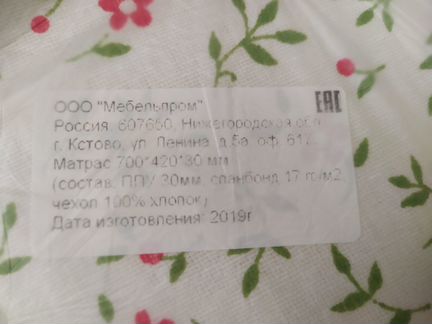 ООО "Мебельпром"
EAC
Россия, 607650, Нижегородская обл.
г. Кстово, ул. Ленина, д.5а, оф. 617
Матрас 700*420*30 мм
(состав: ППУ 30мм, спанбонд 17 гр/м2,
чехол 100% хлопок)
Дата изготовления: 2019г